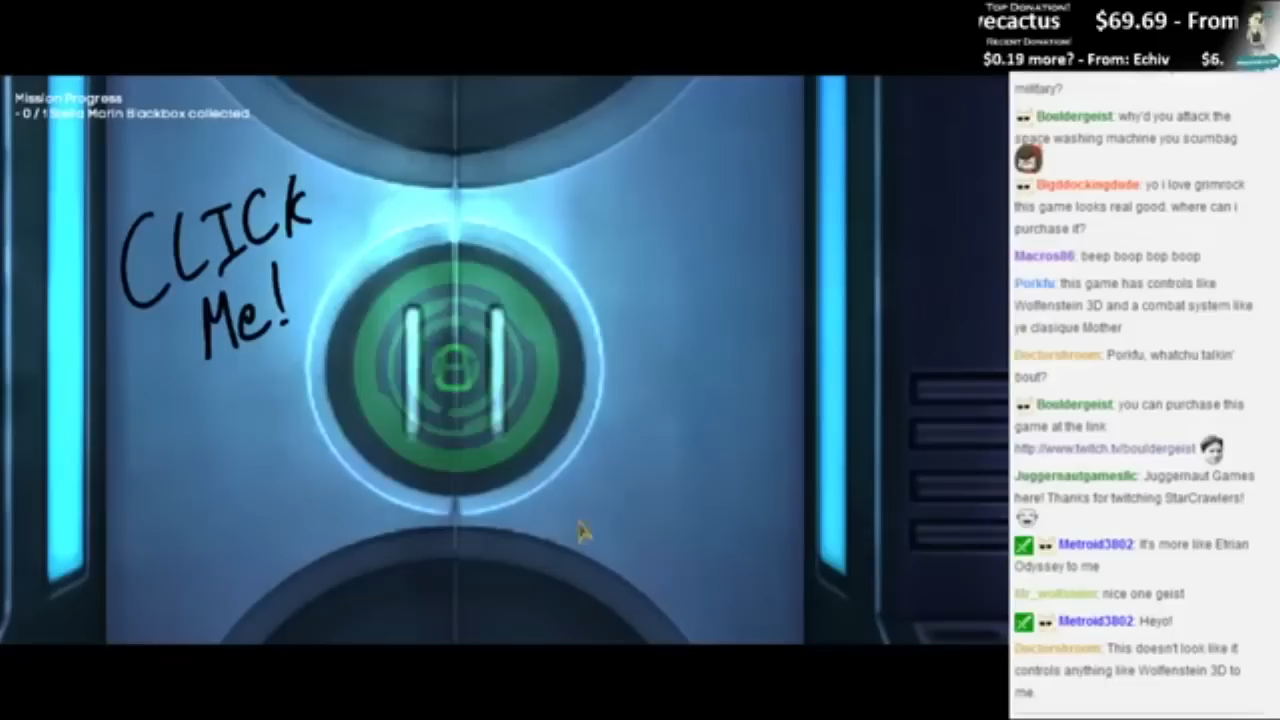 TOP DONATION!
vecactus $69.69 - From
RECENT DONATION!
$0.19 more? - From: Echiv $6.
Mission Progress
- 0 / 1 Stella Marin Blackbox collected
CLICK
Me!
8
military?
Bouldergeist: why'd you attack the
space washing machine you scumbag
Bigddockingdude: yo i love grimrock
this game looks real good. where can i
purchase it?
Macros86: beep boop bop boop
Porkfu: this game has controls like
Wolfenstein 3D and a combat system like
ye clasique Mother
Doctorshroom: Porkfu, whatchu talkin'
bout?
Bouldergeist: you can purchase this
game at the link
http://www.twitch.tv/bouldergeist
Juggernautgamesllc: Juggernaut Games
here! Thanks for twitching StarCrawlers!
Metroid3802: It's more like Etrian
Odyssey to me
nice one geist
Metroid3802: Heyo!
Doctorshroom: This doesn't look like it
controls anything like Wolfenstein 3D to
me.